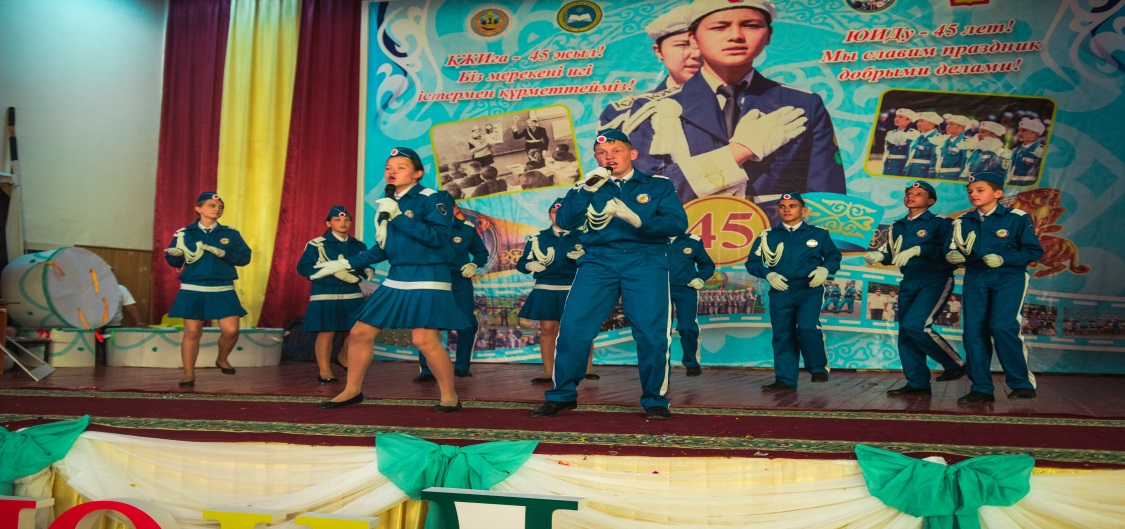 ҚЖИға - 45 жыл!
Біз мерекені игі
істермен құрметтейміз!
ЮИДу - 45 лет!
Мы славим праздник
добрыми делами!
45